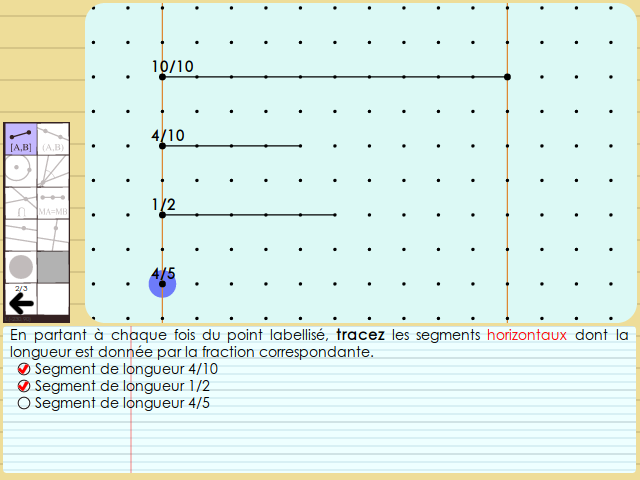 10/10
4/10
1/2
4/5
[A,B]
(A,B)
MA=MB
2/3
En partant à chaque fois du point labellisé, tracez les segments horizontaux dont la
longueur est donnée par la fraction correspondante.
Segment de longueur 4/10
Segment de longueur 1/2
Segment de longueur 4/5